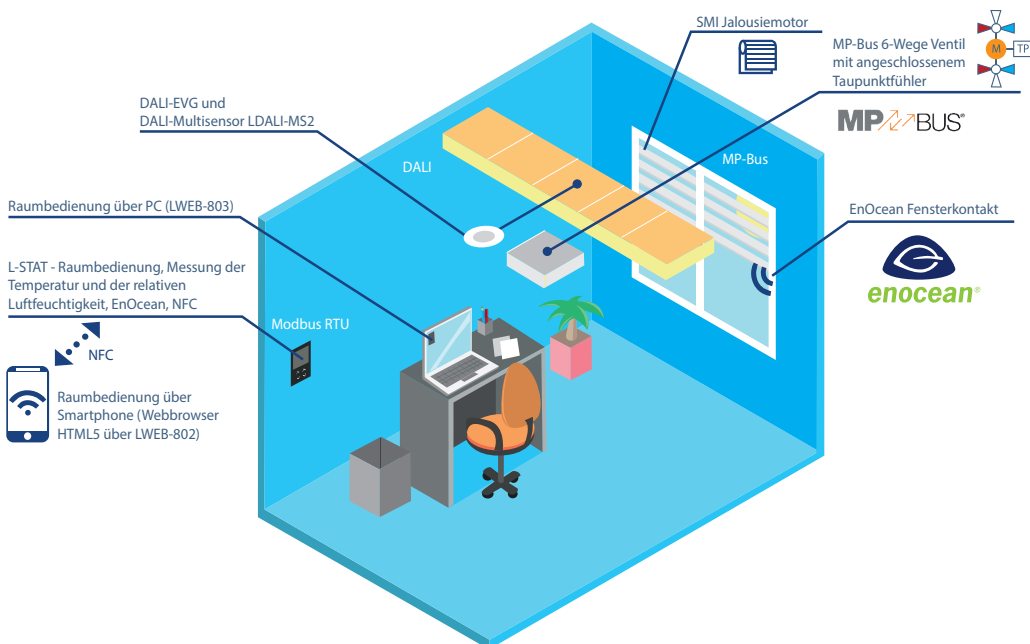 SMI Jalousiemotor
MP-Bus 6-Wege Ventil
mit angeschlossenem
Taupunktfühler
M
TP
MP BUS®
DALI-EVG und
DALI-Multisensor LDALI-MS2
DALI
MP-Bus
Raumbedienung über PC (LWEB-803)
EnOcean Fensterkontakt
enocean®
L-STAT - Raumbedienung, Messung der
Temperatur und der relativen
Luftfeuchtigkeit, EnOcean, NFC
Modbus RTU
NFC
Raumbedienung über
Smartphone (Webbrowser
HTML5 über LWEB-802)